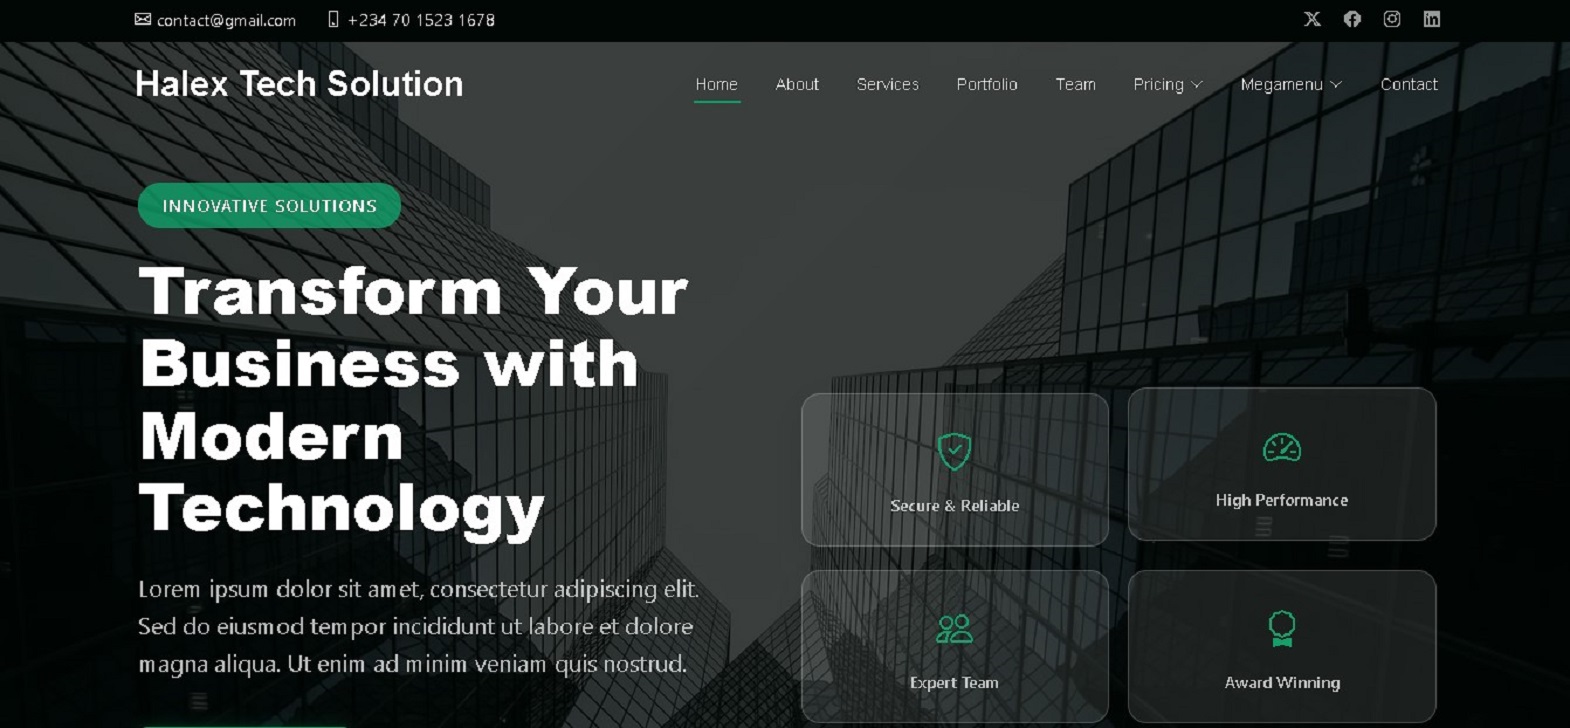 contact@gmail.com +234 70 1523 1678
Halex Tech Solution
Home About Services Portfolio Team Pricing Megamenu Contact
INNOVATIVE SOLUTIONS
Transform Your
Business with
Modern
Technology
Lorem ipsum dolor sit amet, consectetur adipiscing elit.
Sed do eiusmod tempor incididunt ut labore et dolore
magna aliqua. Ut enim ad minim veniam quis nostrud.
Secure & Reliable
High Performance
Expert Team
Award Winning